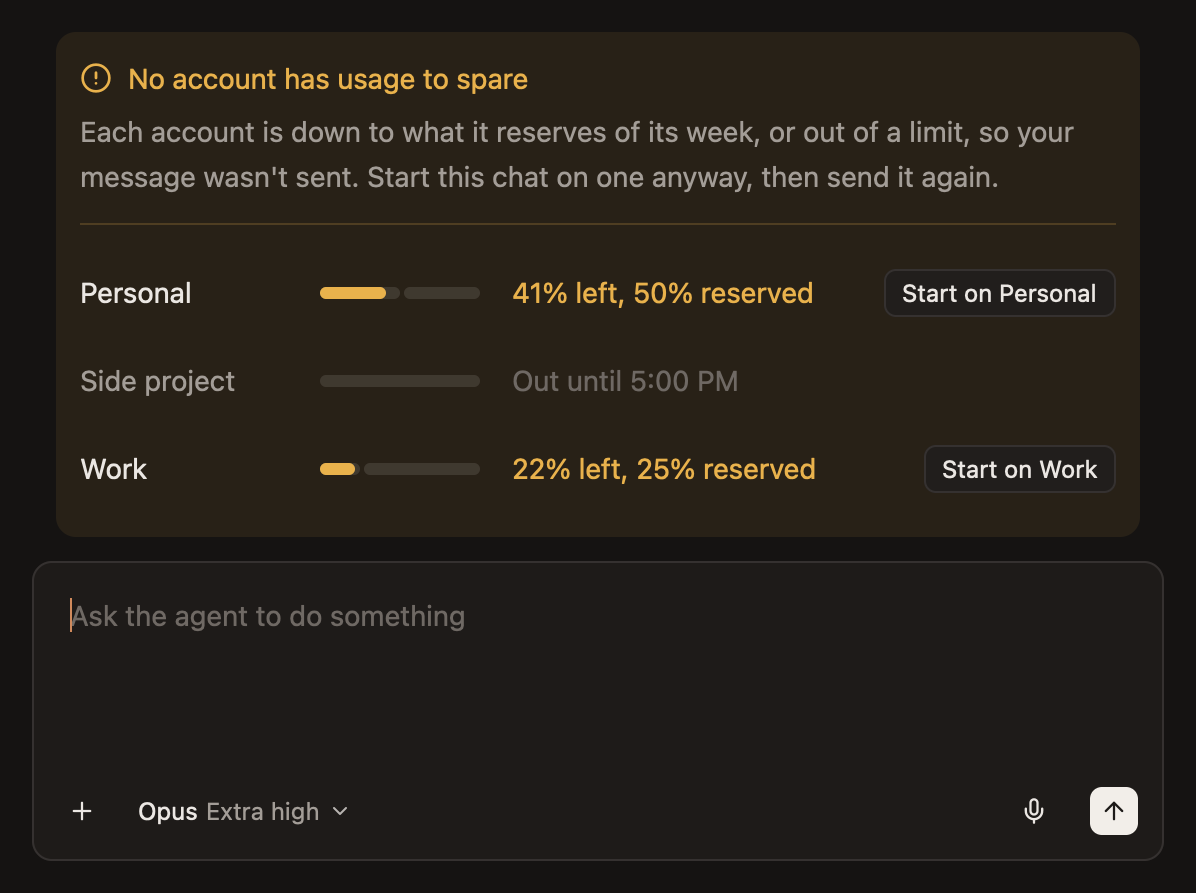 No account has usage to spare
Each account is down to what it reserves of its week, or out of a limit, so your
message wasn't sent. Start this chat on one anyway, then send it again.
Personal
41% left, 50% reserved
Start on Personal
Side project
Out until 5:00 PM
Work
22% left, 25% reserved
Start on Work
Ask the agent to do something
Opus Extra high